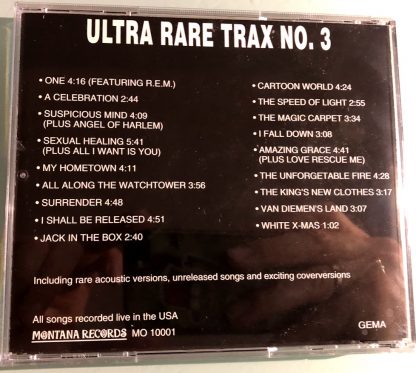 ULTRA RARE TRAX NO. 3
• ONE 4:16 (FEATURING R.E.M.)
• A CELEBRATION 2:44
• SUSPICIOUS MIND 4:09
(PLUS ANGEL OF HARLEM)
• SEXUAL HEALING 5:41
(PLUS ALL I WANT IS YOU)
• MY HOMETOWN 4:11
• ALL ALONG THE WATCHTOWER 3:56
• SURRENDER 4:48
• I SHALL BE RELEASED 4:51
• JACK IN THE BOX 2:40
• CARTOON WORLD 4:24
• THE SPEED OF LIGHT 2:55
• THE MAGIC CARPET 3:34
• I FALL DOWN 3:08
• AMAZING GRACE 4:41
(PLUS LOVE RESCUE ME)
• THE UNFORGETABLE FIRE 4:28
• THE KING'S NEW CLOTHES 3:17
• VAN DIEMEN'S LAND 3:07
• WHITE X-MAS 1:02
Including rare acoustic versions, unreleased songs and exciting coverversions
All songs recorded live in the USA
MONTANA RECORDS MO 10001
GEMA